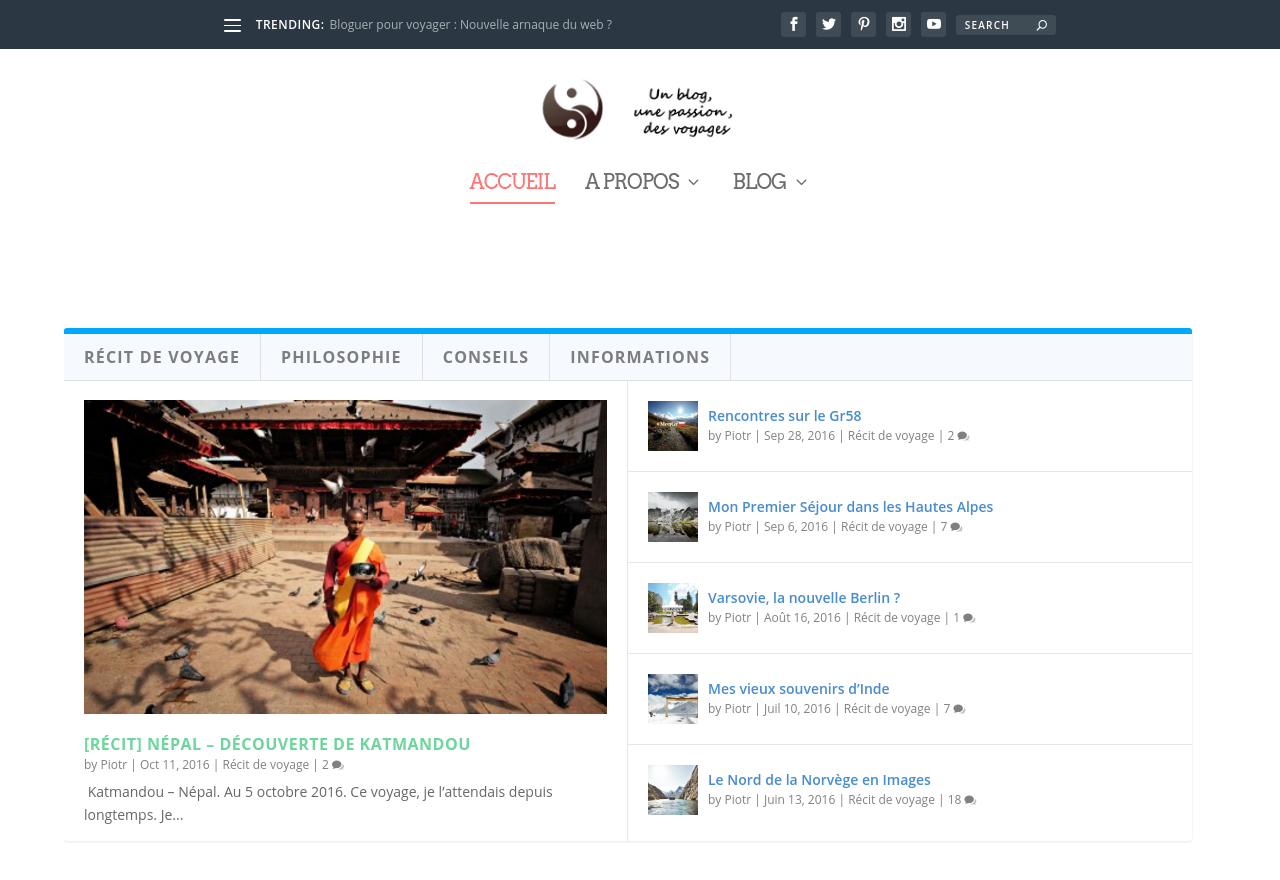 TRENDING: Bloguer pour voyager : Nouvelle arnaque du web ?
SEARCH
Un blog,
une passion,
des voyages
ACCUEIL
A PROPOS
BLOG
RÉCIT DE VOYAGE
PHILOSOPHIE
CONSEILS
INFORMATIONS
[RÉCIT] NÉPAL – DÉCOUVERTE DE KATMANDOU
by Piotr | Oct 11, 2016 | Récit de voyage | 2
Katmandou – Népal. Au 5 octobre 2016. Ce voyage, je l’attendais depuis
longtemps. Je...
Rencontres sur le Gr58
by Piotr | Sep 28, 2016 | Récit de voyage | 2
Mon Premier Séjour dans les Hautes Alpes
by Piotr | Sep 6, 2016 | Récit de voyage | 7
Varsovie, la nouvelle Berlin ?
by Piotr | Août 16, 2016 | Récit de voyage | 1
Mes vieux souvenirs d’Inde
by Piotr | Juil 10, 2016 | Récit de voyage | 7
Le Nord de la Norvège en Images
by Piotr | Juin 13, 2016 | Récit de voyage | 18